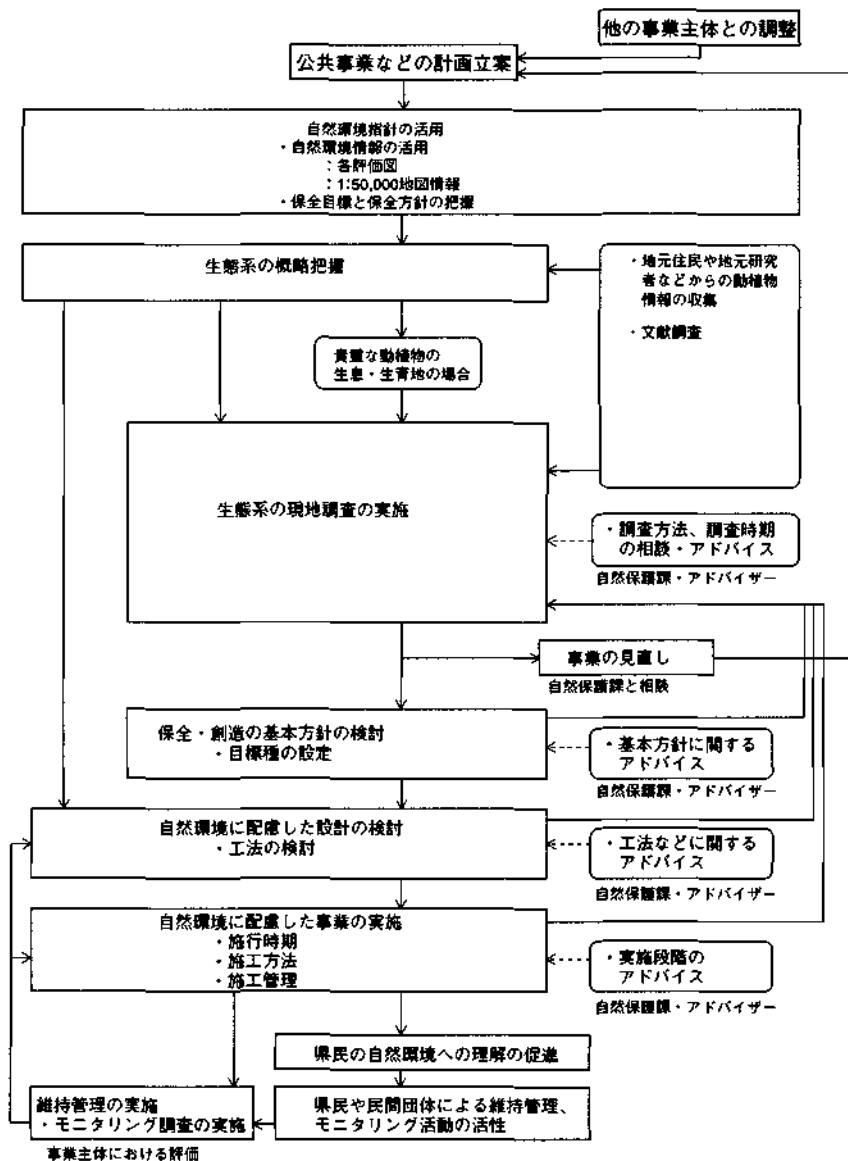 他の事業主体との調整
公共事業などの計画立案
自然環境指針の活用
・自然環境情報の活用
：各評価図
：1:50,000地図情報
・保全目標と保全方針の把握
生態系の概略把握
・地元住民や地元研究
者などからの動植物
情報の収集
・文献調査
貴重な動植物の
生息・生育地の場合
生態系の現地調査の実施
・調査方法、調査時期
の相談・アドバイス
自然保護課・アドバイザー
事業の見直し
自然保護課と相談
保全・創造の基本方針の検討
・目標種の設定
・基本方針に関する
アドバイス
自然保護課・アドバイザー
自然環境に配慮した設計の検討
・工法の検討
・工法などに関する
アドバイス
自然保護課・アドバイザー
自然環境に配慮した事業の実施
・施行時期
・施工方法
・施工管理
・実施段階の
アドバイス
自然保護課・アドバイザー
県民の自然環境への理解の促進
維持管理の実施
・モニタリング調査の実施
県民や民間団体による維持管理、
モニタリング活動の活性
事業主体における評価